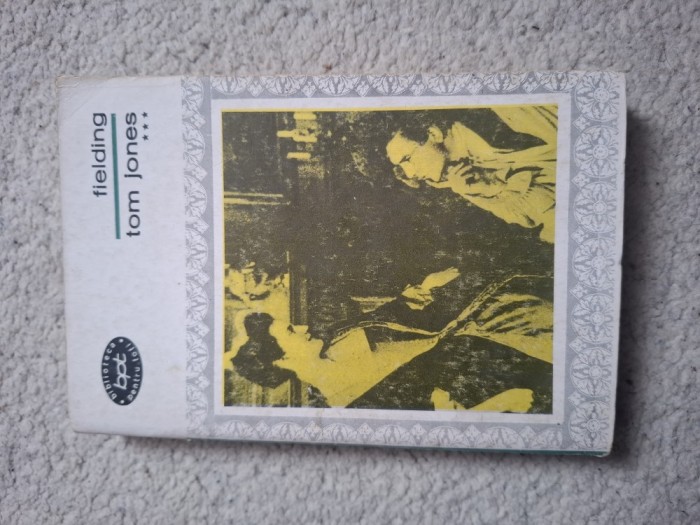 fielding
tom jones
***
biblioteca
bpt
pentru toți